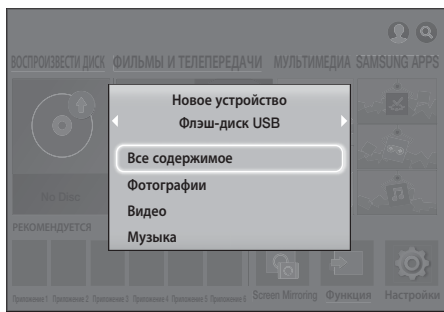 ВОСПРОИЗВЕСТИ ДИСК ФИЛЬМЫ И ТЕЛЕПЕРЕДАЧИ МУЛЬТИМЕДИА SAMSUNG APPS
Новое устройство
Флэш-диск USB
Все содержимое
Фотографии
Видео
Музыка
No Disc
РЕКОМЕНДУЕТСЯ
Приложение 1 Приложение 2 Приложение 3 Приложение 4 Приложение 5 Приложение 6 Screen Mirroring Функция Настройки